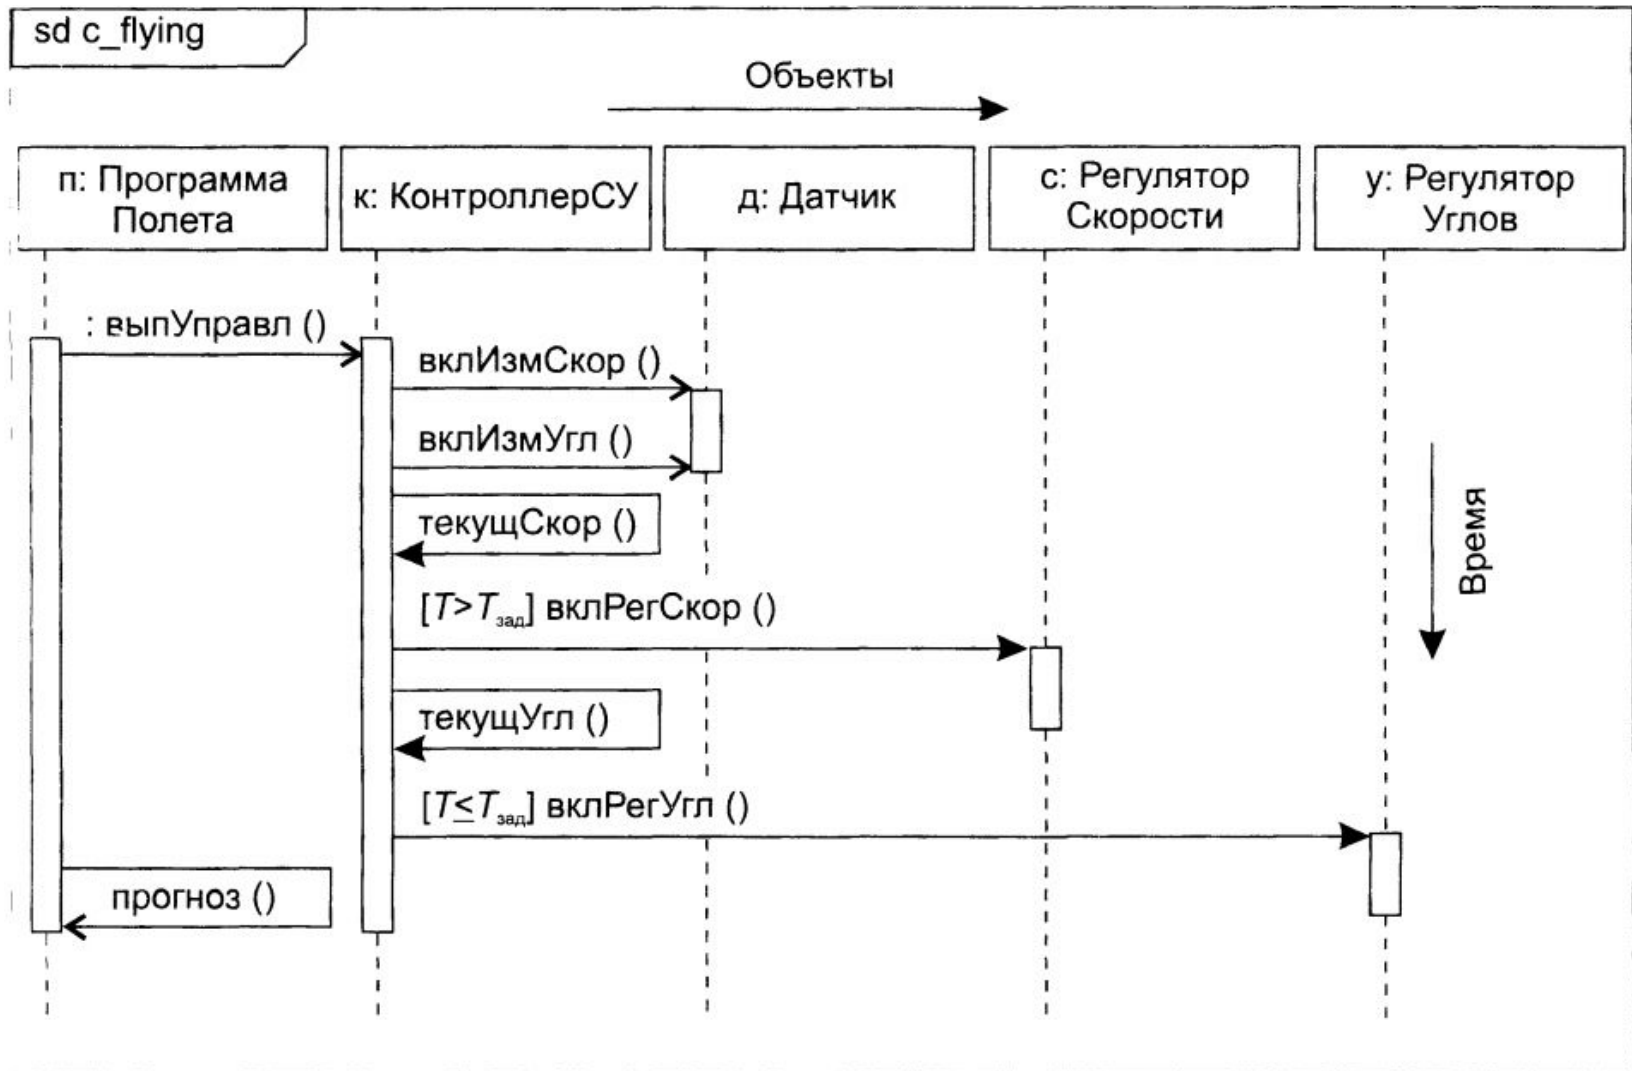 sd c_flying
Объекты
п: Программа
Полета
к: КонтроллерСУ
д: Датчик
с: Регулятор
Скорости
у: Регулятор
Углов
: выпУправл ()
вклИзмСкор ()
вклИзмУгл ()
текущСкор ()
[T>Tзад] вклРегСкор ()
текущУгл ()
[T≤Tзад] вклРегУгл ()
прогноз ()
Время